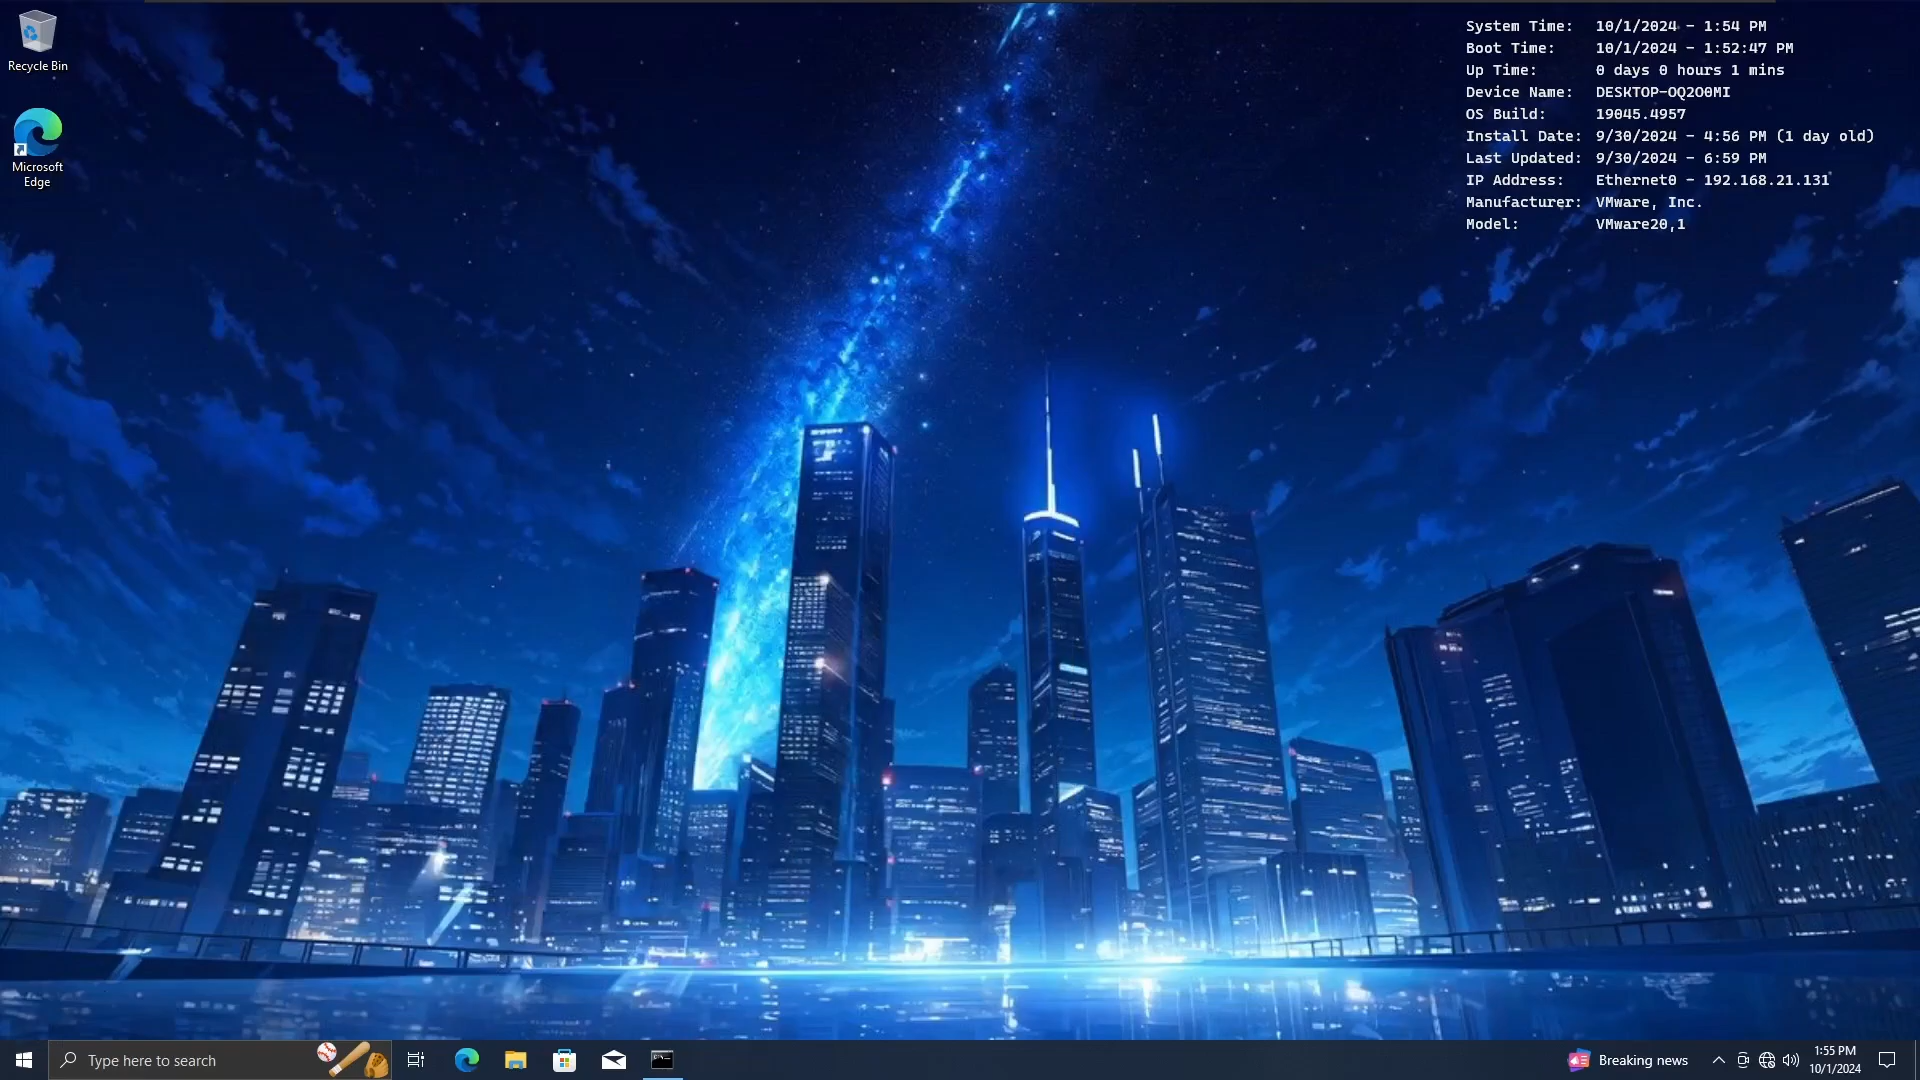 Recycle Bin
Microsoft
Edge
System Time: 10/1/2024 - 1:54 PM
Boot Time: 10/1/2024 - 1:52:47 PM
Up Time: 0 days 0 hours 1 mins
Device Name: DESKTOP-OQ2O0MI
OS Build: 19045.4957
Install Date: 9/30/2024 - 4:56 PM (1 day old)
Last Updated: 9/30/2024 - 6:59 PM
IP Address: Ethernet0 - 192.168.21.131
Manufacturer: VMware, Inc.
Model: VMware20,1
Type here to search
Breaking news
1:55 PM
10/1/2024